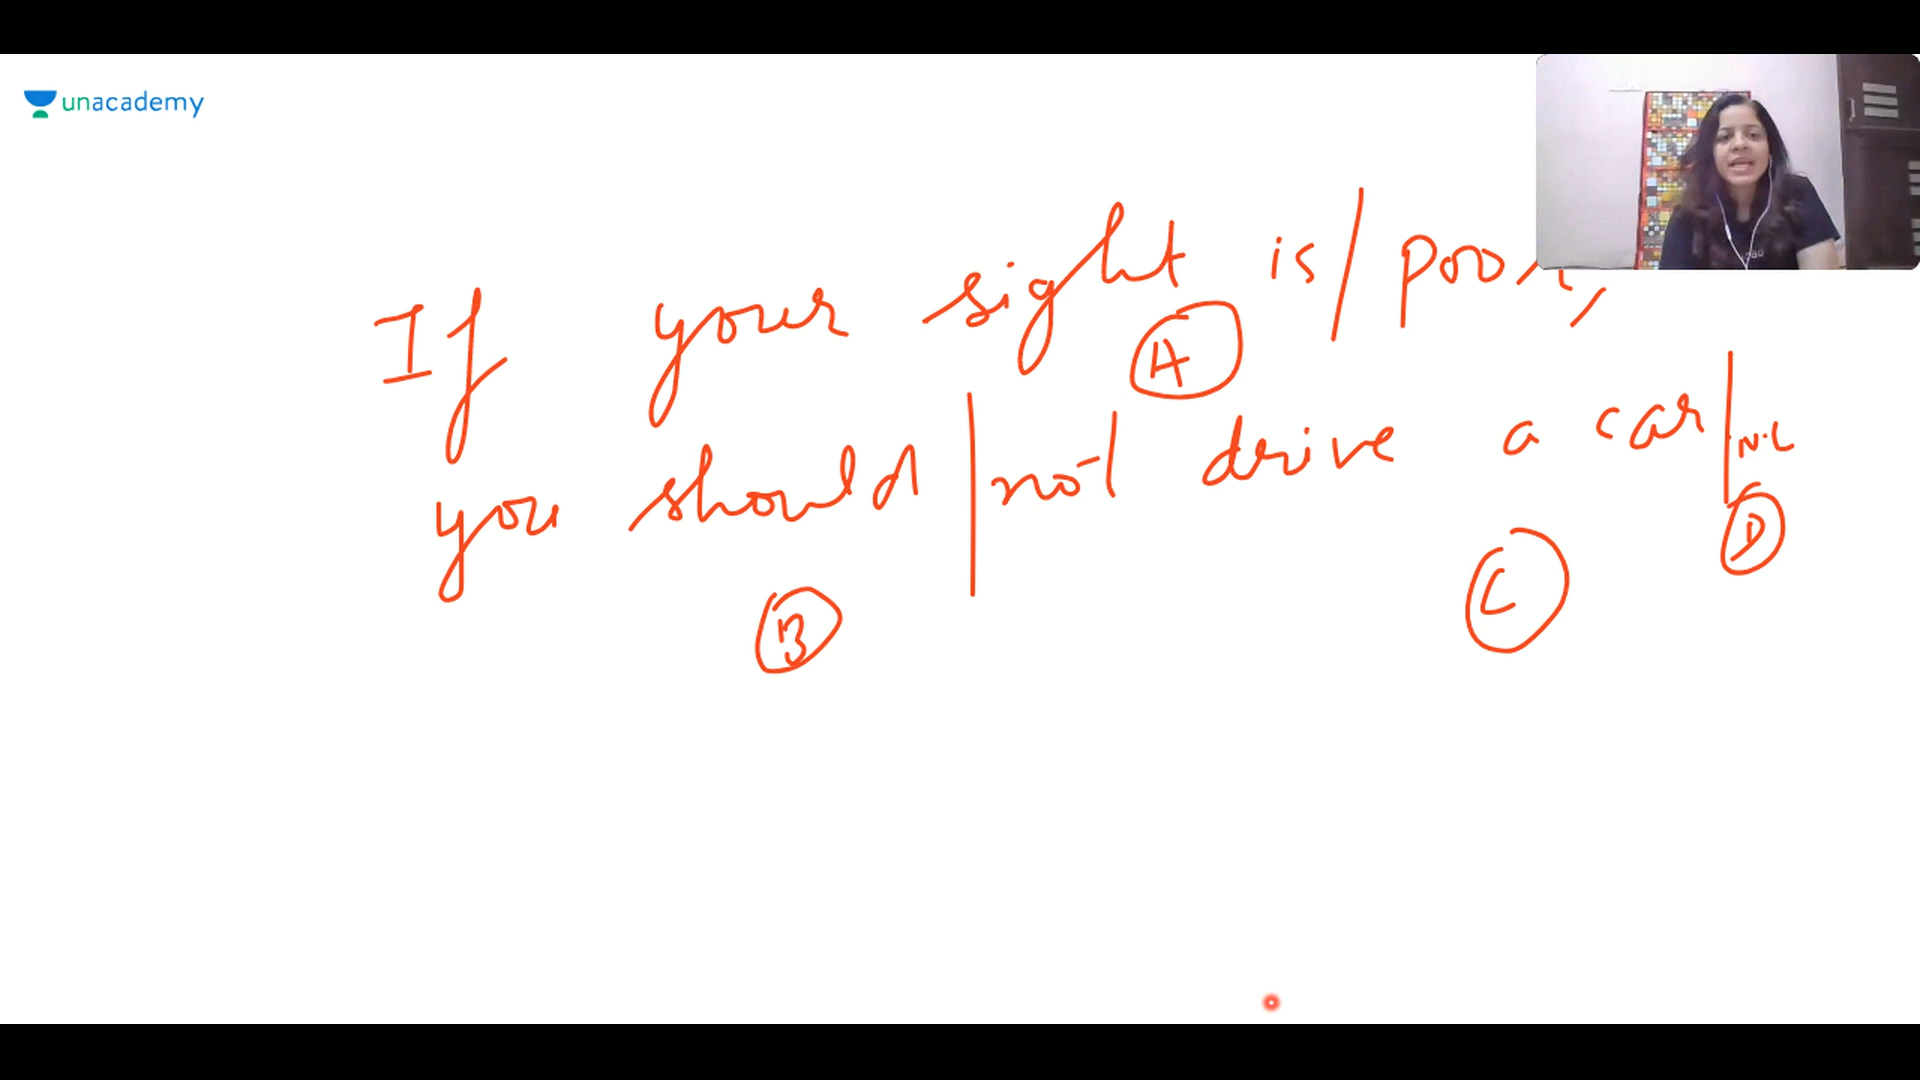 unacademy
If your sight is/poor,
A
you should/not drive a car/N.L
B
C
D